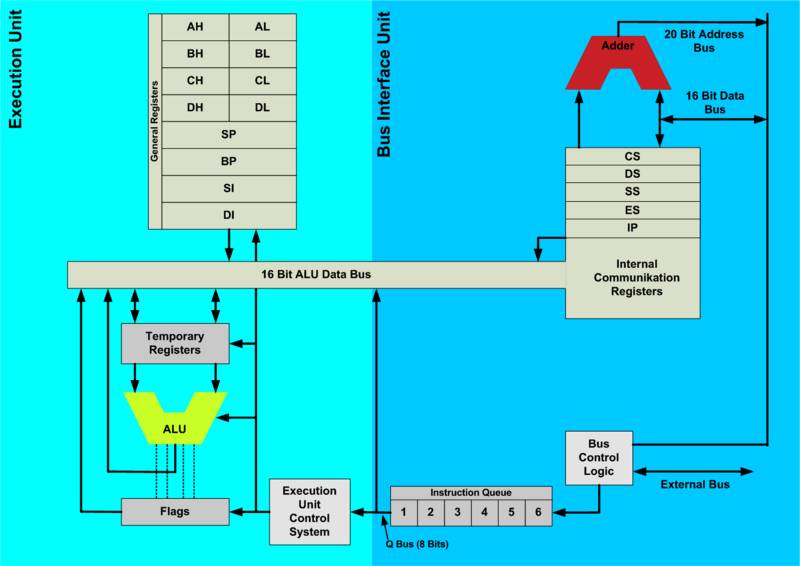 Execution Unit
General Registers
AH AL
BH BL
CH CL
DH DL
SP
BP
SI
DI
Bus Interface Unit
Adder
20 Bit Address
Bus
16 Bit Data
Bus
CS
DS
SS
ES
IP
Internal
Communikation
Registers
16 Bit ALU Data Bus
Temporary
Registers
ALU
Flags
Execution
Unit
Control
System
Instruction Queue
1 2 3 4 5 6
Q Bus (8 Bits)
Bus
Control
Logic
External Bus